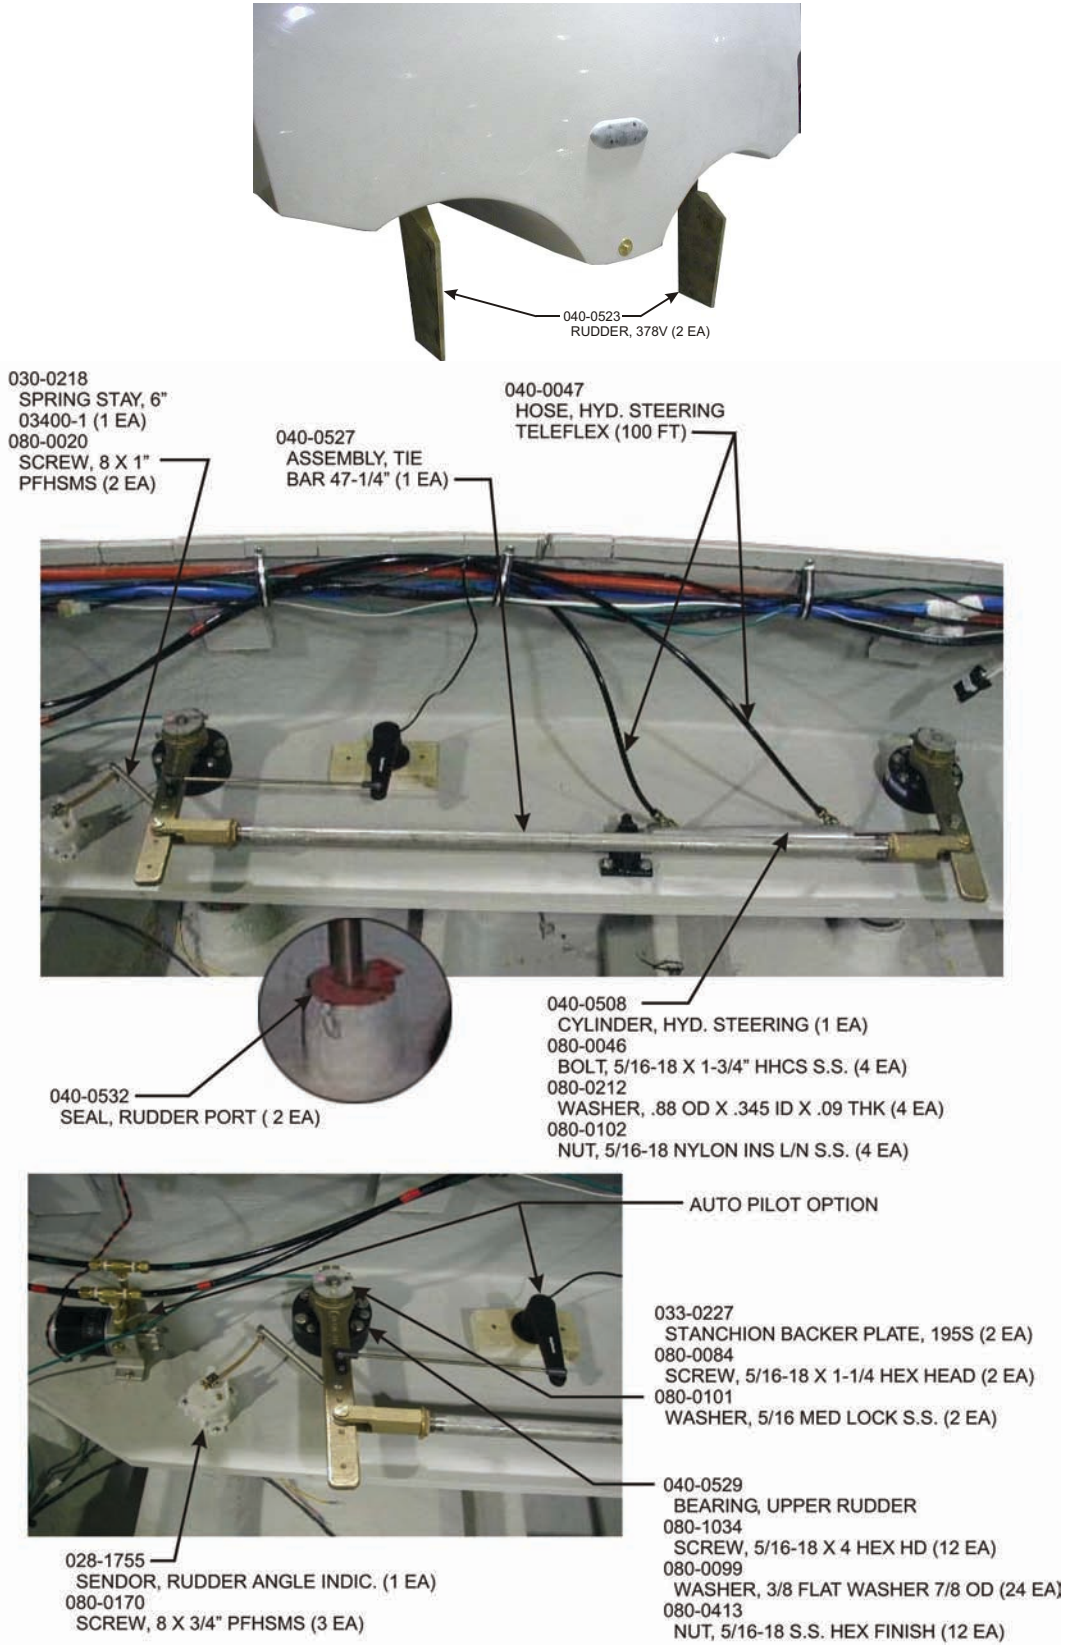 040-0523
RUDDER, 378V (2 EA)
030-0218
SPRING STAY, 6”
03400-1 (1 EA)
080-0020
SCREW, 8 X 1”
PFHSMS (2 EA)
040-0527
ASSEMBLY, TIE
BAR 47-1/4” (1 EA)
040-0047
HOSE, HYD. STEERING
TELEFLEX (100 FT)
040-0532
SEAL, RUDDER PORT ( 2 EA)
040-0508
CYLINDER, HYD. STEERING (1 EA)
080-0046
BOLT, 5/16-18 X 1-3/4” HHCS S.S. (4 EA)
080-0212
WASHER, .88 OD X .345 ID X .09 THK (4 EA)
080-0102
NUT, 5/16-18 NYLON INS L/N S.S. (4 EA)
AUTO PILOT OPTION
033-0227
STANCHION BACKER PLATE, 195S (2 EA)
080-0084
SCREW, 5/16-18 X 1-1/4 HEX HEAD (2 EA)
080-0101
WASHER, 5/16 MED LOCK S.S. (2 EA)
040-0529
BEARING, UPPER RUDDER
080-1034
SCREW, 5/16-18 X 4 HEX HD (12 EA)
080-0099
WASHER, 3/8 FLAT WASHER 7/8 OD (24 EA)
080-0413
NUT, 5/16-18 S.S. HEX FINISH (12 EA)
028-1755
SENDOR, RUDDER ANGLE INDIC. (1 EA)
080-0170
SCREW, 8 X 3/4” PFHSMS (3 EA)